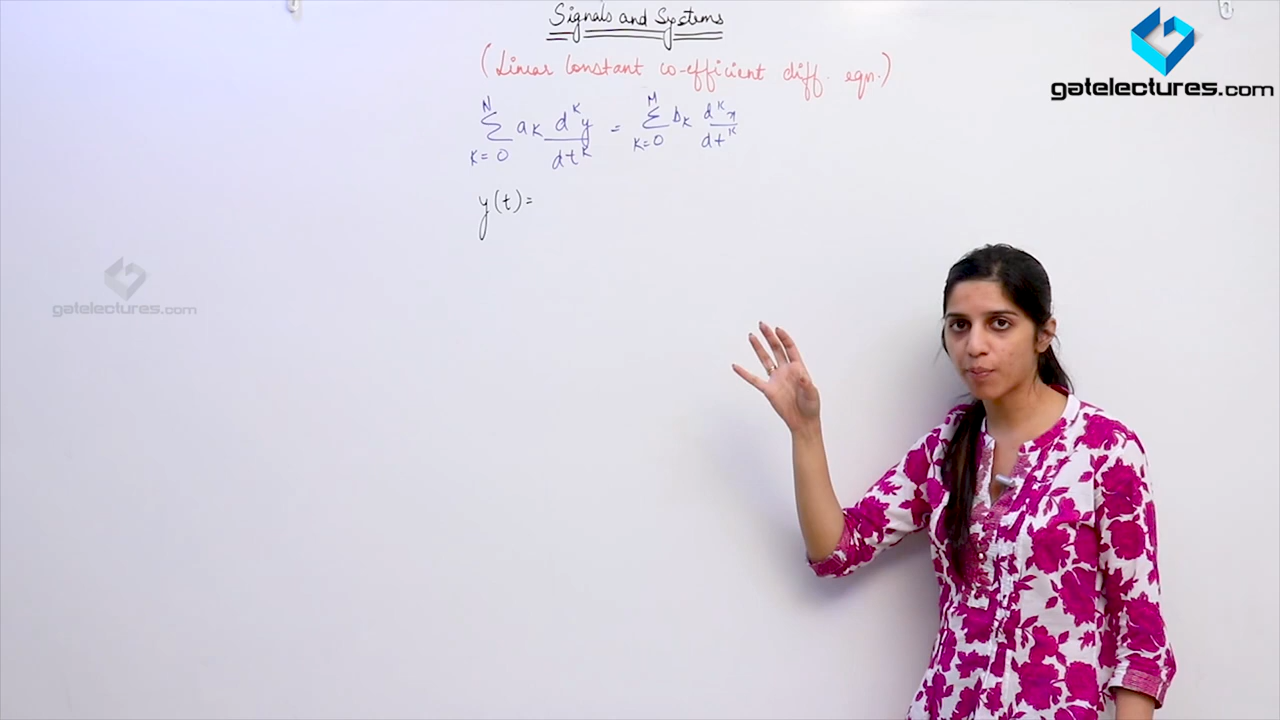 Signals and Systems
(Linear Constant co-efficient diff. eqn.)
N Σ K=0 aK d^K y / dt^K = M Σ K=0 bK d^K x / dt^K
y(t)=
gatelectures.com
gatelectures.com